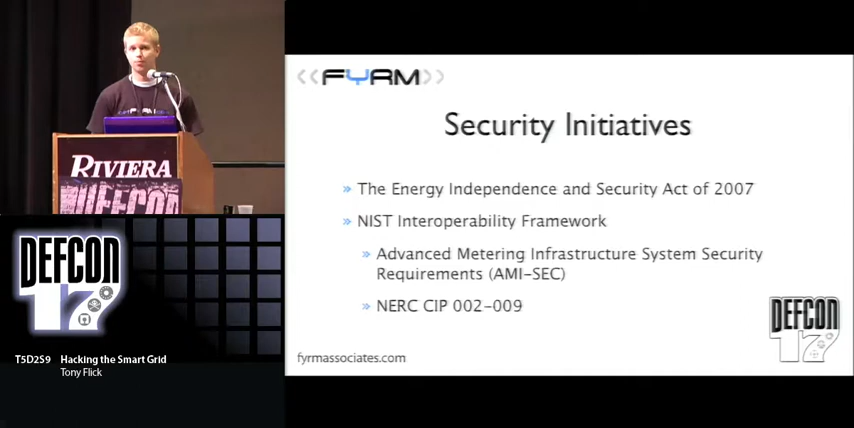 RIVIERA
DEFCON
DEFCON
17
T5D2S9 Hacking the Smart Grid
Tony Flick
((FYRM))
Security Initiatives
» The Energy Independence and Security Act of 2007
» NIST Interoperability Framework
» Advanced Metering Infrastructure System Security
Requirements (AMI-SEC)
» NERC CIP 002-009
fyrmassociates.com
DEFCON
17